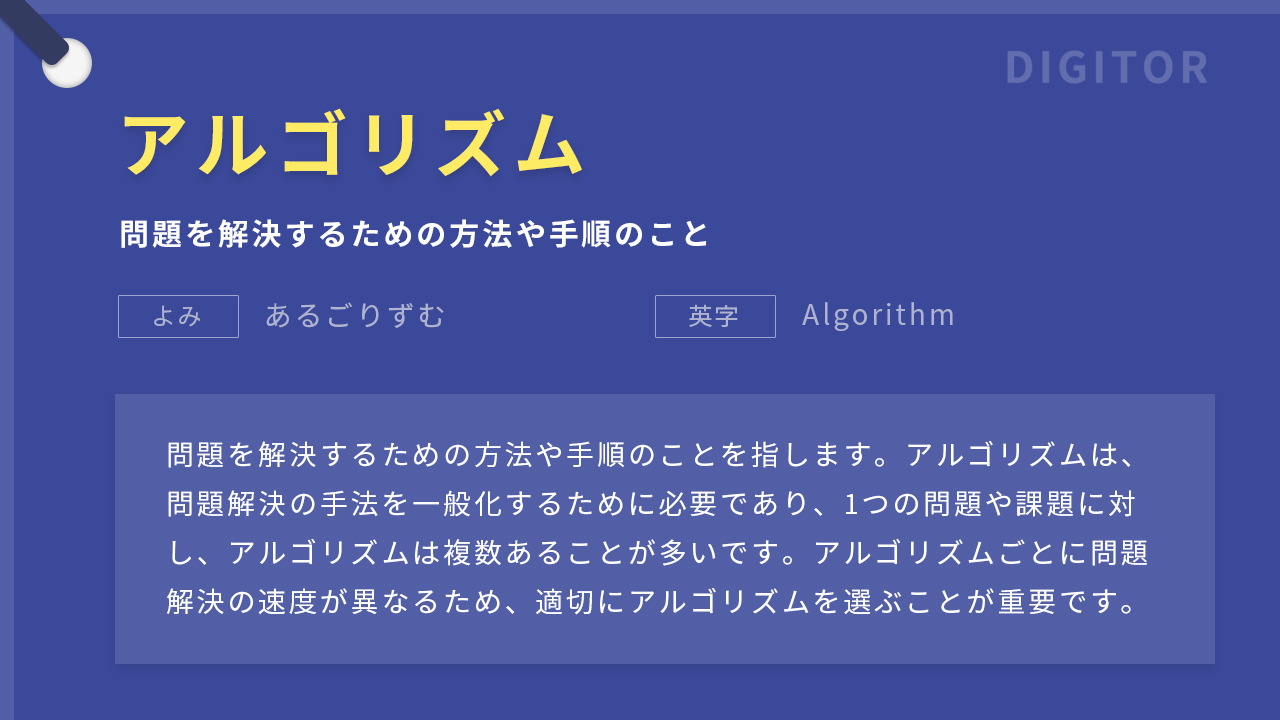 DIGITOR
アルゴリズム
問題を解決するための方法や手順のこと
よみ あるごりずむ 英字 Algorithm
問題を解決するための方法や手順のことを指します。アルゴリズムは、
問題解決の手法を一般化するために必要であり、1つの問題や課題に対
し、アルゴリズムは複数あることが多いです。アルゴリズムごとに問題
解決の速度が異なるため、適切にアルゴリズムを選ぶことが重要です。